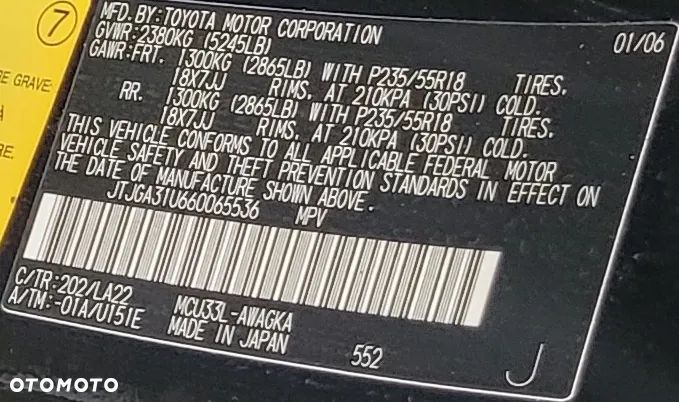 7
RE GRAVE
RE.
MFD. BY: TOYOTA MOTOR CORPORATION 01/06
GVWR: 2380KG (5245LB)
GAWR: FRT. 1300KG (2865LB) WITH P235/55R18 TIRES,
18X7JJ RIMS, AT 210KPA (30PSI) COLD.
RR. 1300KG (2865LB) WITH P235/55R18 TIRES,
18X7JJ RIMS, AT 210KPA (30PSI) COLD.
THIS VEHICLE CONFORMS TO ALL APPLICABLE FEDERAL MOTOR
VEHICLE SAFETY AND THEFT PREVENTION STANDARDS IN EFFECT ON
THE DATE OF MANUFACTURE SHOWN ABOVE.
JTJGA31U660065536 MPV
C/TR: 202/LA22 MCU33L-AWAGKA
A/TM: -01A/U151E MADE IN JAPAN 552 J
OTOMOTO